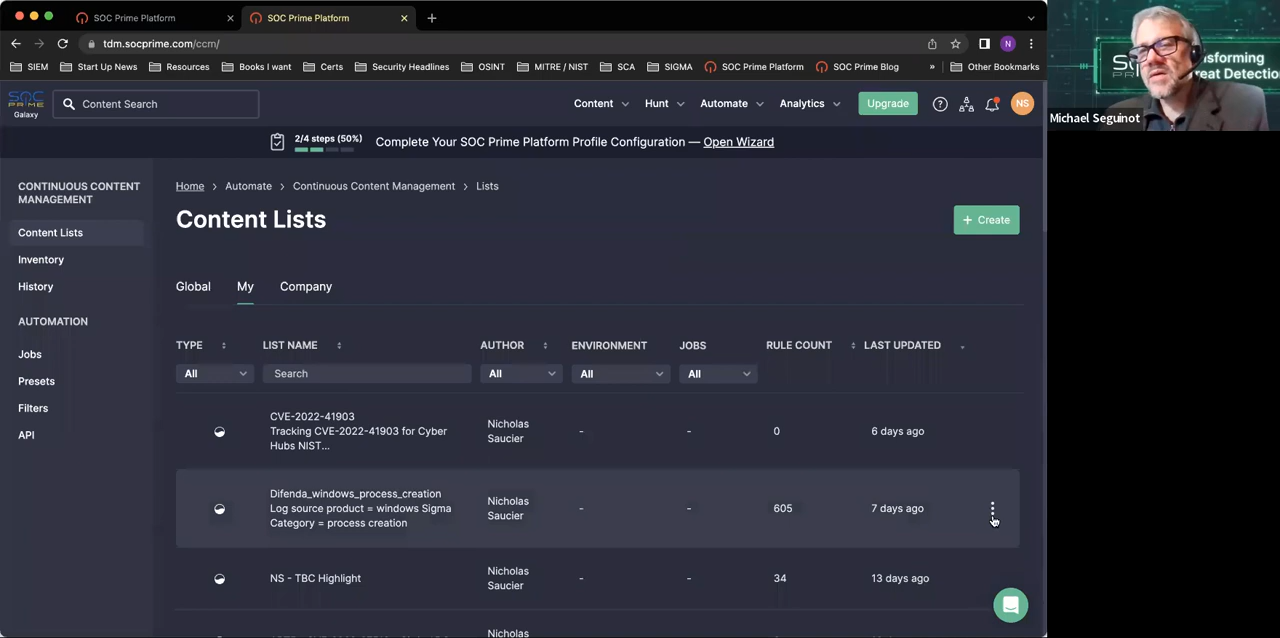 SOC Prime Platform
SOC Prime Platform
tdm.socprime.com/ccm/
N
SIEM
Start Up News
Resources
Books I want
Certs
Security Headlines
OSINT
MITRE / NIST
SCA
SIGMA
SOC Prime Platform
SOC Prime Blog
»
Other Bookmarks
SOC
PRIME
Galaxy
Content Search
Content
Hunt
Automate
Analytics
Upgrade
NS
2/4 steps (50%)
Complete Your SOC Prime Platform Profile Configuration — Open Wizard
CONTINUOUS CONTENT
MANAGEMENT
Content Lists
Inventory
History
AUTOMATION
Jobs
Presets
Filters
API
Home > Automate > Continuous Content Management > Lists
Content Lists
+ Create
Global
My
Company
TYPE
LIST NAME
AUTHOR
ENVIRONMENT
JOBS
RULE COUNT
LAST UPDATED
All
Search
All
All
All
CVE-2022-41903
Tracking CVE-2022-41903 for Cyber
Hubs NIST...
Nicholas
Saucier
-
-
0
6 days ago
Difenda_windows_process_creation
Log source product = windows Sigma
Category = process creation
Nicholas
Saucier
-
-
605
7 days ago
NS - TBC Highlight
Nicholas
Saucier
-
-
34
13 days ago
Nicholas
sforming
reat Detectio
Michael Seguinot